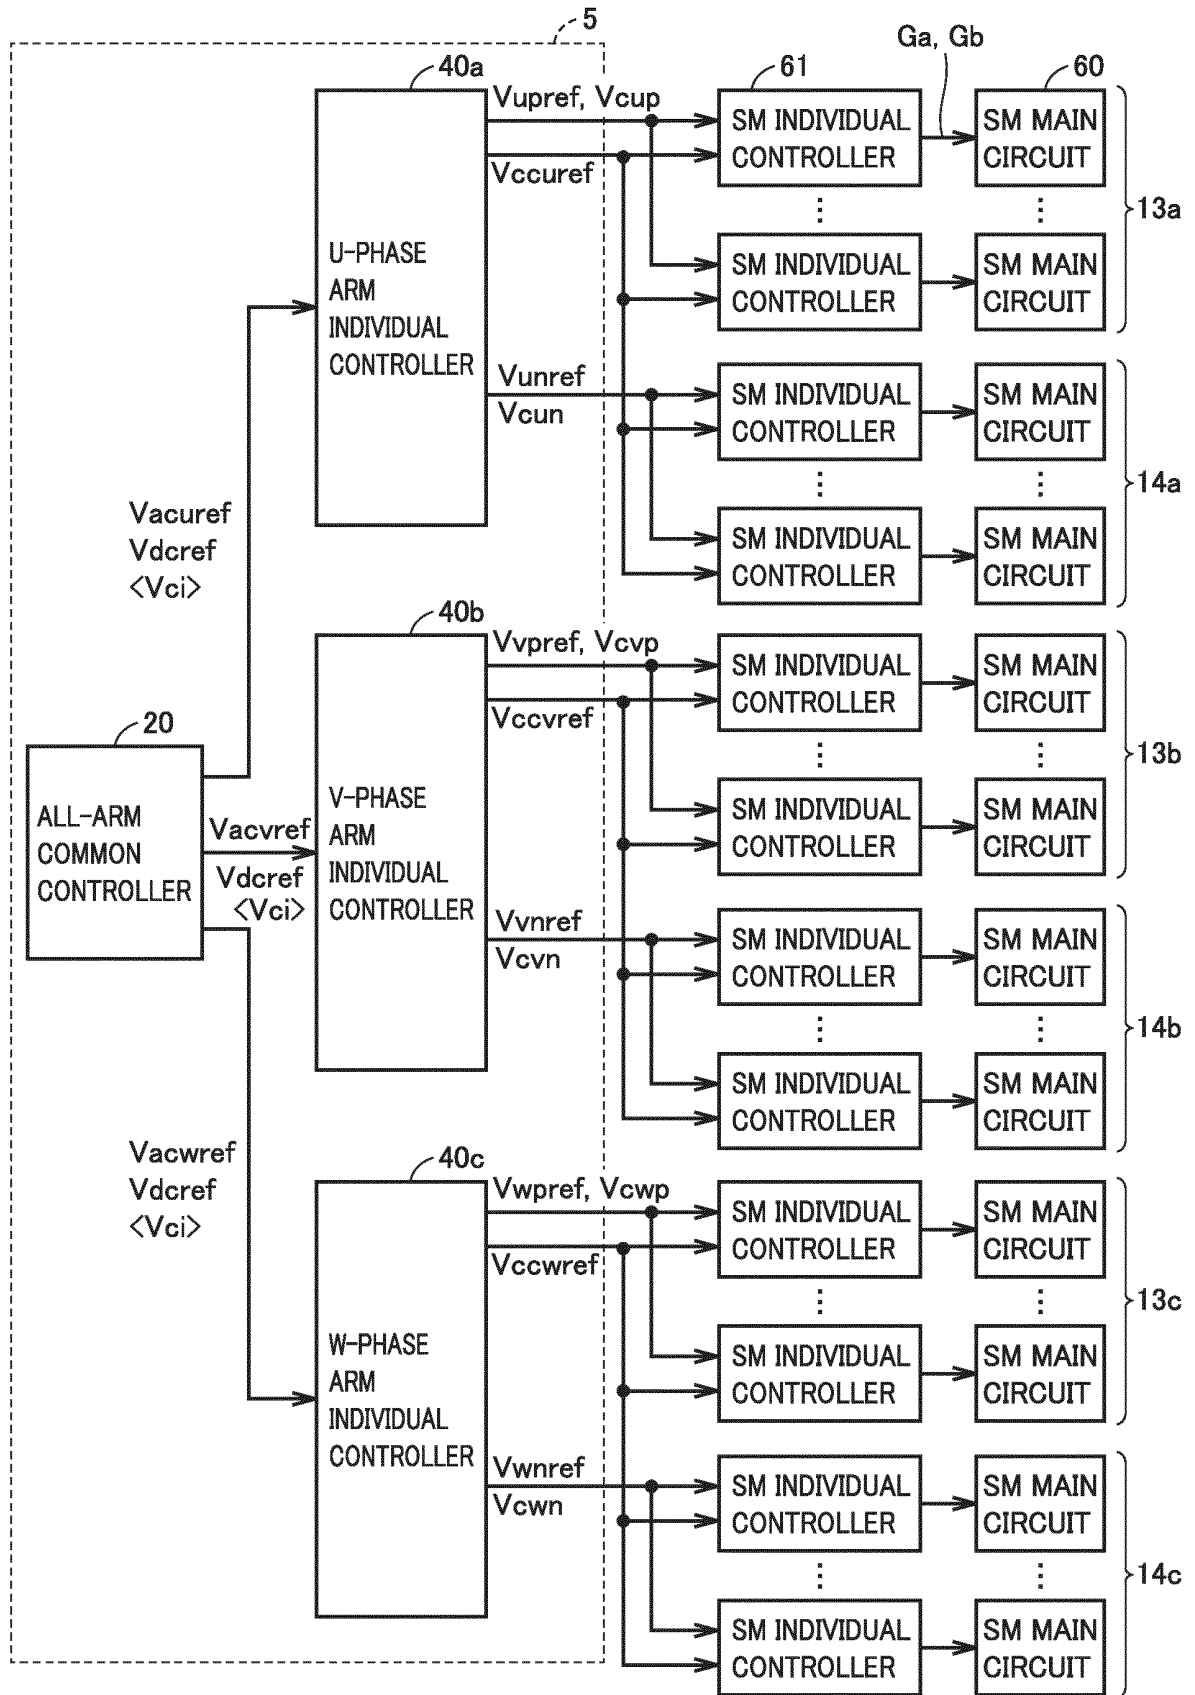 5
40a
Vupref, Vcup
Vccuref
U-PHASE
ARM
INDIVIDUAL
CONTROLLER
Vunref
Vcun
61
Ga, Gb
60
SM INDIVIDUAL
CONTROLLER
SM MAIN
CIRCUIT
⋮
⋮
SM INDIVIDUAL
CONTROLLER
SM MAIN
CIRCUIT
13a
SM INDIVIDUAL
CONTROLLER
SM MAIN
CIRCUIT
⋮
⋮
SM INDIVIDUAL
CONTROLLER
SM MAIN
CIRCUIT
14a
Vacuref
Vdcref
<Vci>
20
ALL-ARM
COMMON
CONTROLLER
Vacvref
Vdcref
<Vci>
40b
Vvpref, Vcvp
Vccvref
V-PHASE
ARM
INDIVIDUAL
CONTROLLER
Vvnref
Vcvn
SM INDIVIDUAL
CONTROLLER
SM MAIN
CIRCUIT
⋮
⋮
SM INDIVIDUAL
CONTROLLER
SM MAIN
CIRCUIT
13b
SM INDIVIDUAL
CONTROLLER
SM MAIN
CIRCUIT
⋮
⋮
SM INDIVIDUAL
CONTROLLER
SM MAIN
CIRCUIT
14b
Vacwref
Vdcref
<Vci>
40c
Vwpref, Vcwp
Vccwref
W-PHASE
ARM
INDIVIDUAL
CONTROLLER
Vwnref
Vcwn
SM INDIVIDUAL
CONTROLLER
SM MAIN
CIRCUIT
⋮
⋮
SM INDIVIDUAL
CONTROLLER
SM MAIN
CIRCUIT
13c
SM INDIVIDUAL
CONTROLLER
SM MAIN
CIRCUIT
⋮
⋮
SM INDIVIDUAL
CONTROLLER
SM MAIN
CIRCUIT
14c